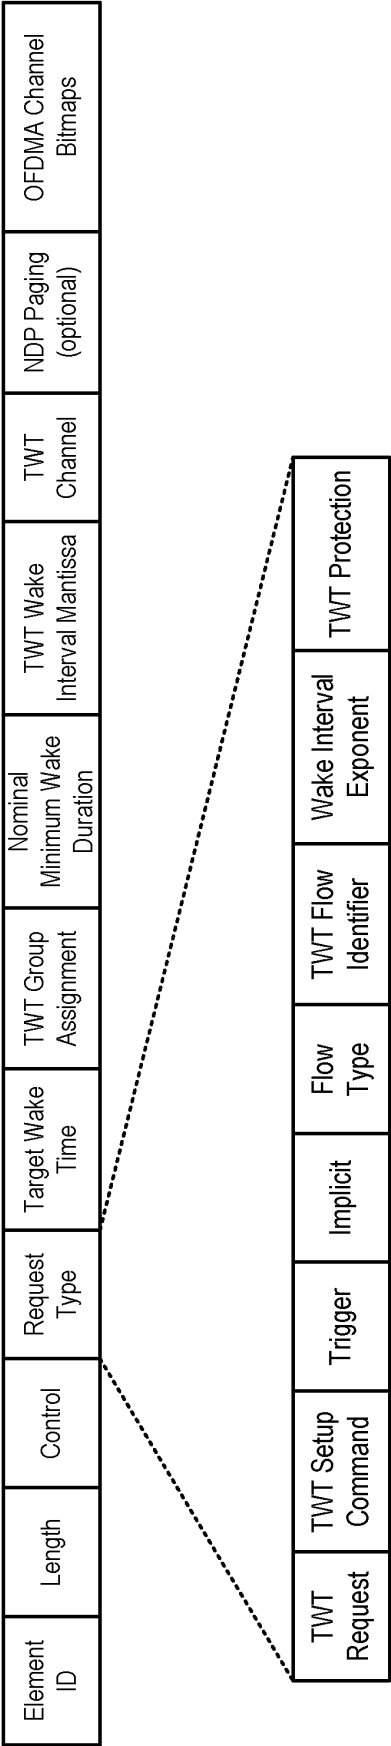 Element
ID
Length
Control
Request
Type
Target Wake
Time
TWT Group
Assignment
Nominal
Minimum Wake
Duration
TWT Wake
Interval Mantissa
TWT
Channel
NDP Paging
(optional)
OFDMA Channel
Bitmaps
TWT
Request
TWT Setup
Command
Trigger
Implicit
Flow
Type
TWT Flow
Identifier
Wake Interval
Exponent
TWT Protection